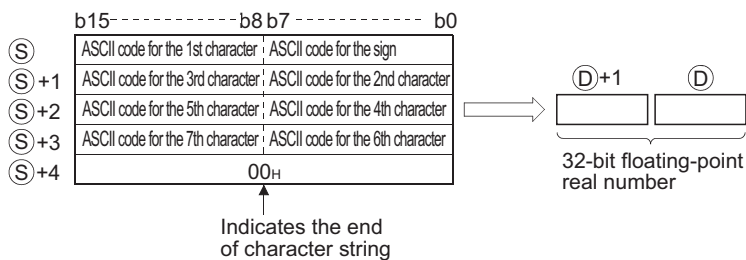 b15 b8 b7 b0
Ⓢ ASCII code for the 1st character ASCII code for the sign
Ⓢ+1 ASCII code for the 3rd character ASCII code for the 2nd character
Ⓢ+2 ASCII code for the 5th character ASCII code for the 4th character
Ⓢ+3 ASCII code for the 7th character ASCII code for the 6th character
Ⓢ+4 00H
Indicates the end
of character string
Ⓓ+1 Ⓓ
32-bit floating-point
real number